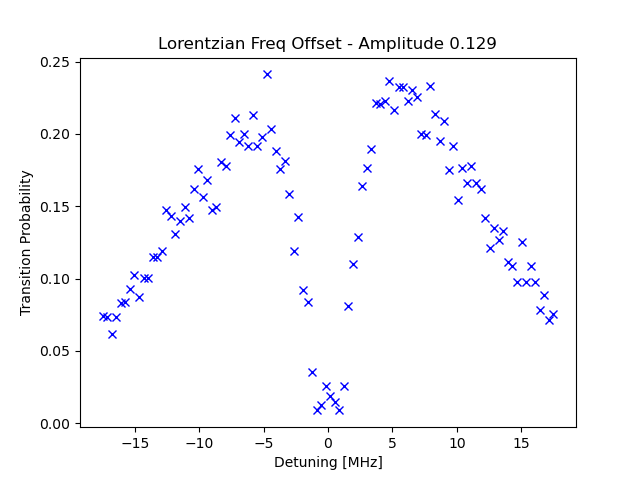 Lorentzian Freq Offset - Amplitude 0.129
0.25
0.20
0.15
0.10
0.05
0.00
Transition Probability
−15 −10 −5 0 5 10 15
Detuning [MHz]